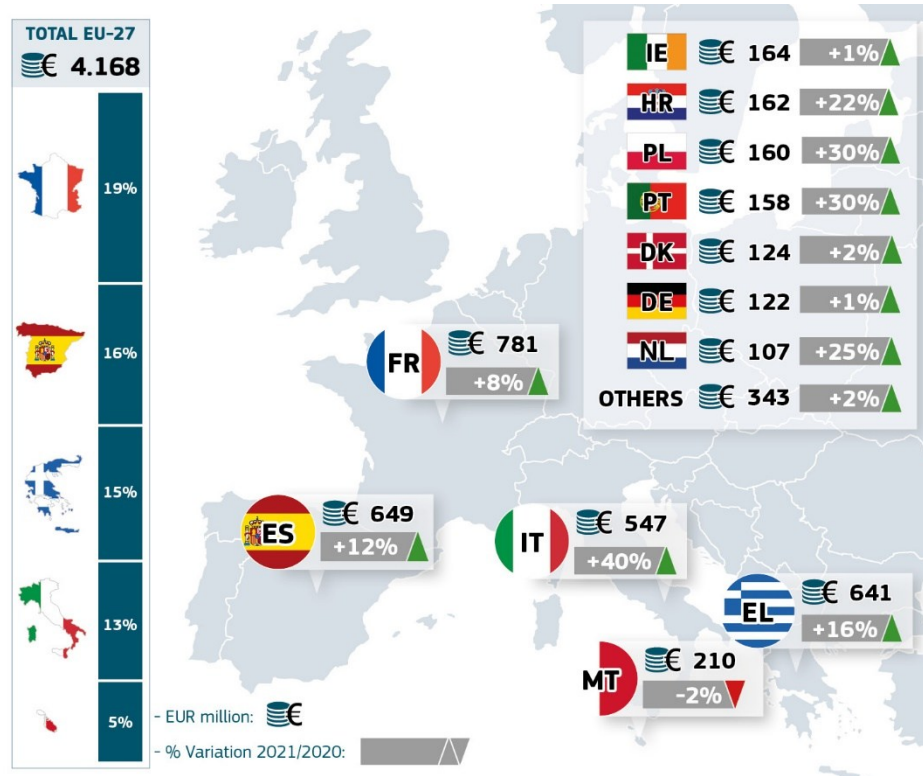 TOTAL EU-27
€ 4.168
19%
16%
15%
13%
5%
IE € 164 +1%
HR € 162 +22%
PL € 160 +30%
PT € 158 +30%
DK € 124 +2%
DE € 122 +1%
NL € 107 +25%
OTHERS € 343 +2%
FR € 781
+8%
ES € 649
+12%
IT € 547
+40%
EL € 641
+16%
MT € 210
-2%
- EUR million: €
- % Variation 2021/2020: